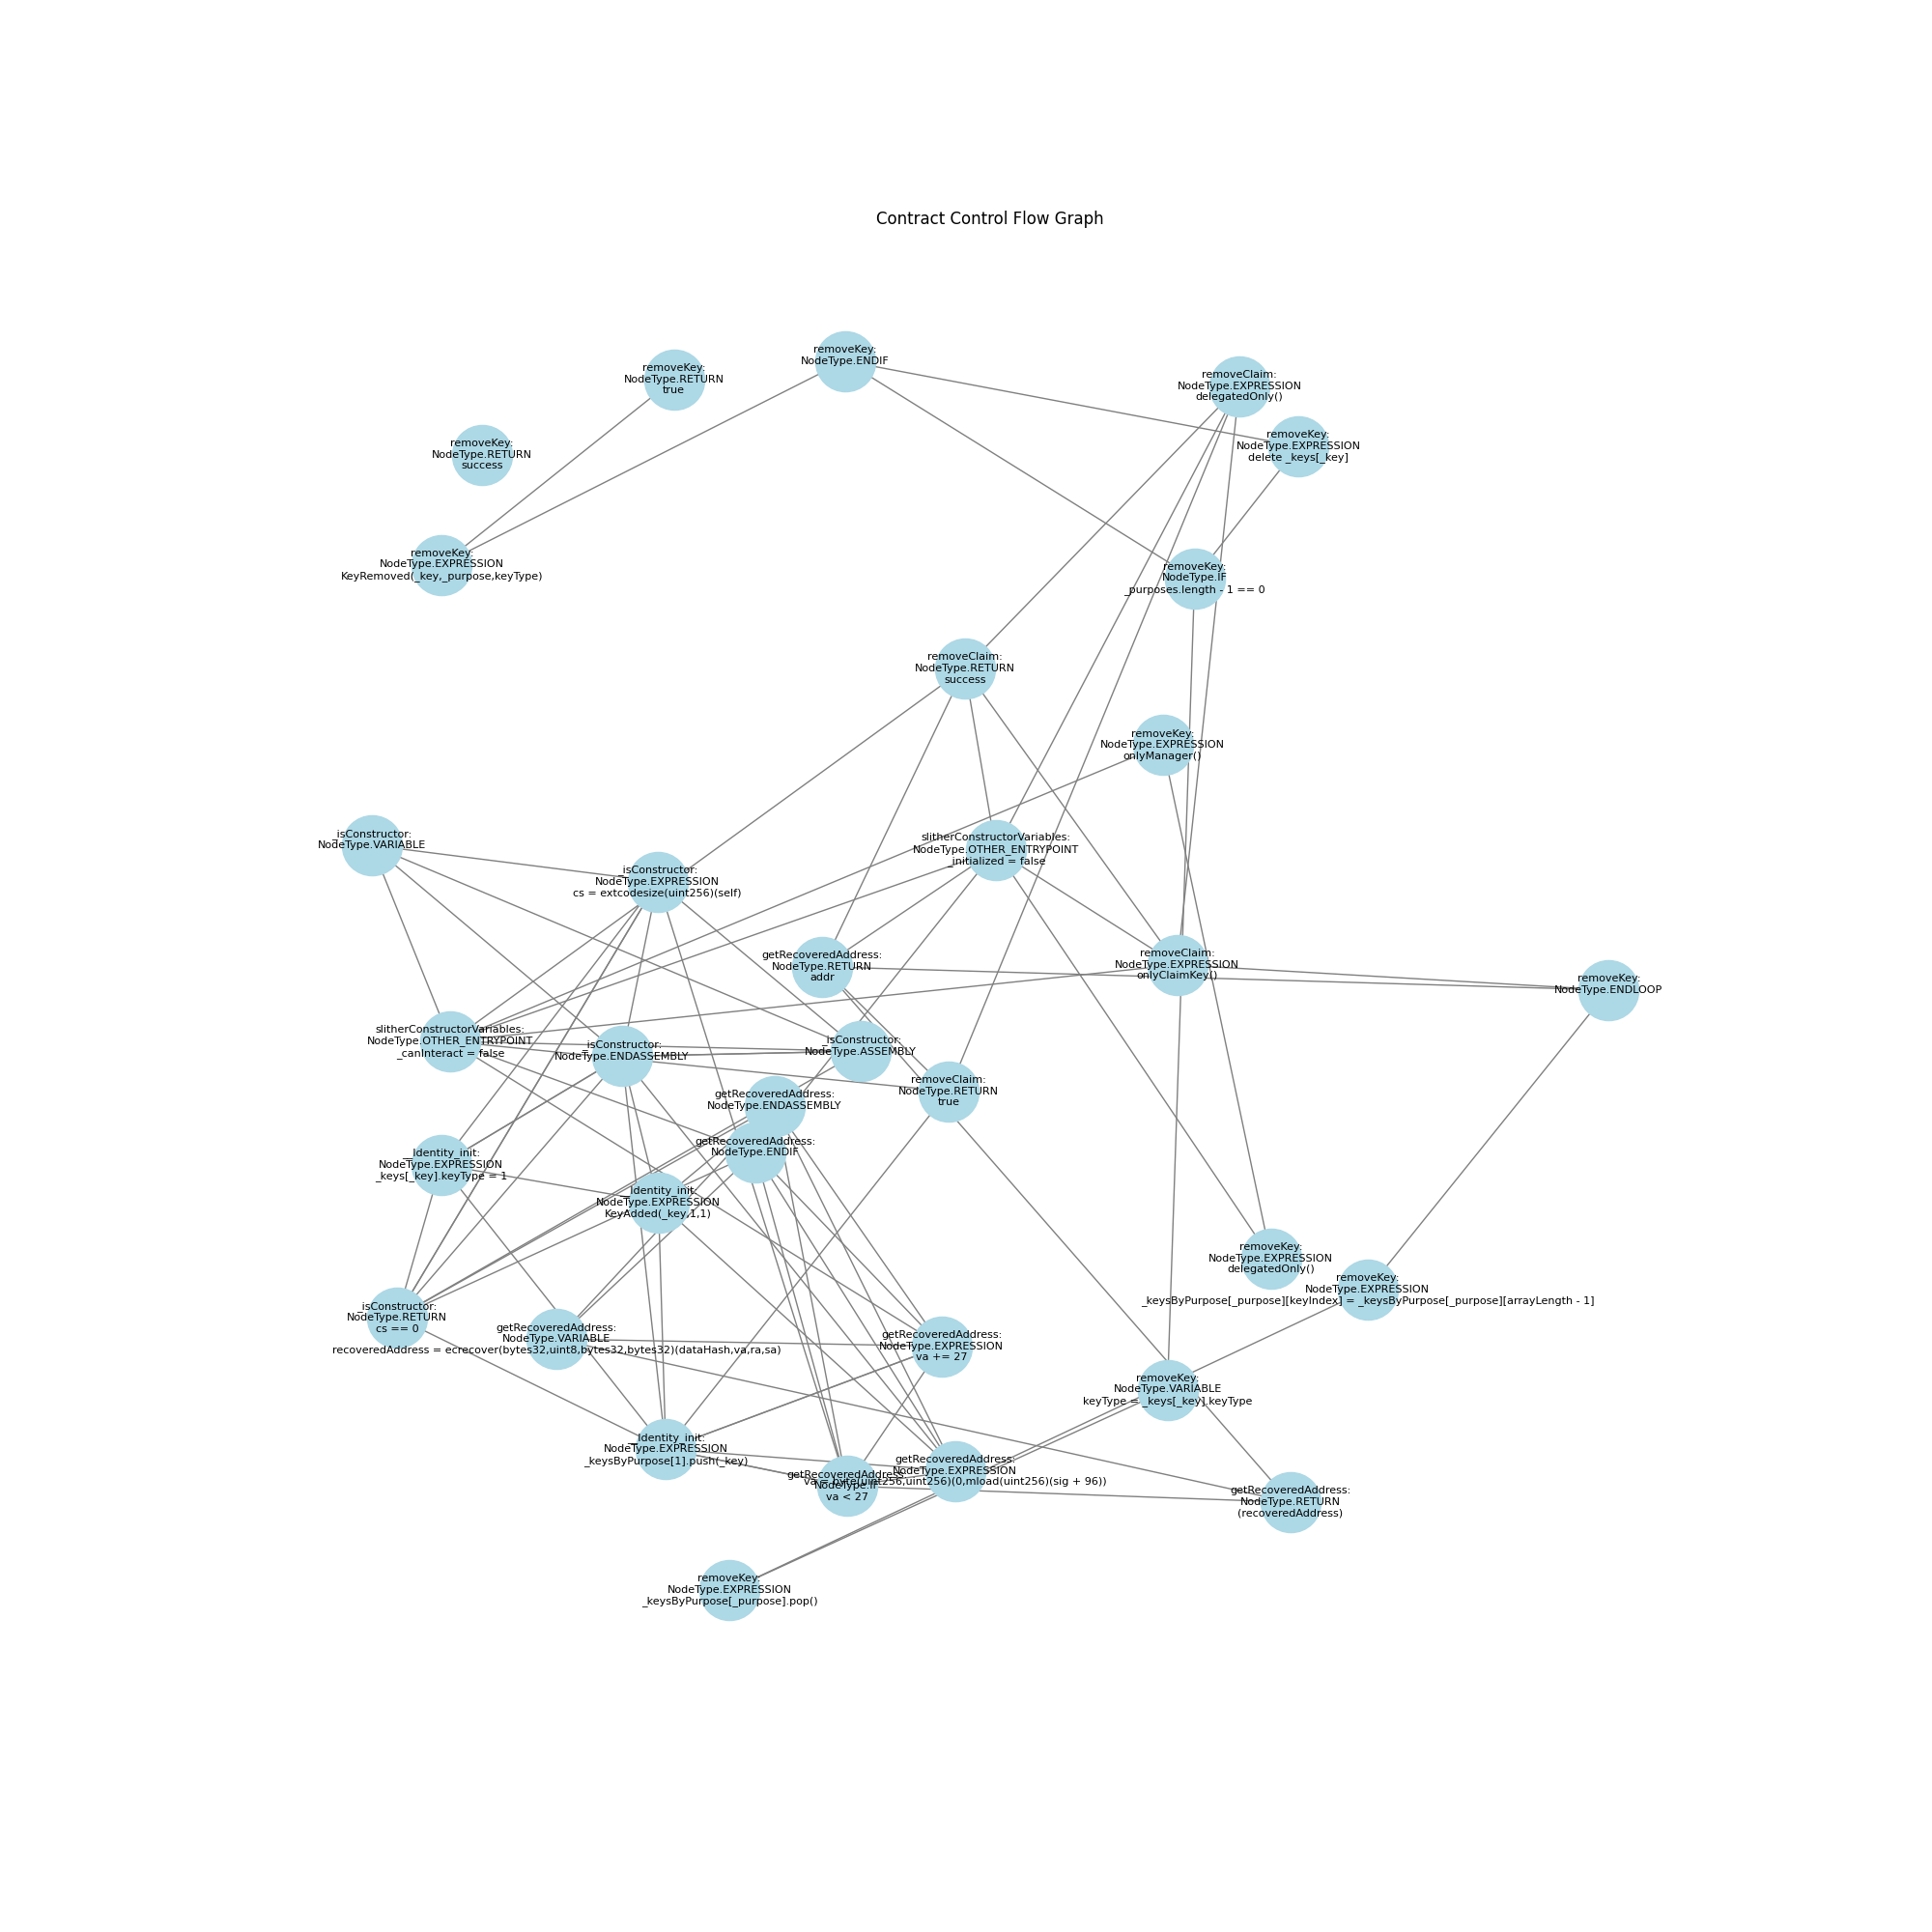 Contract Control Flow Graph
removeKey:
NodeType.ENDIF
removeKey:
NodeType.RETURN
true
removeClaim:
NodeType.EXPRESSION
delegatedOnly()
removeKey:
NodeType.RETURN
success
removeKey:
NodeType.EXPRESSION
delete _keys[_key]
removeKey:
NodeType.EXPRESSION
KeyRemoved(_key,_purpose,keyType)
removeKey:
NodeType.IF
_purposes.length - 1 == 0
removeClaim:
NodeType.RETURN
success
removeKey:
NodeType.EXPRESSION
onlyManager()
_isConstructor:
NodeType.VARIABLE
slitherConstructorVariables:
NodeType.OTHER_ENTRYPOINT
_initialized = false
_isConstructor:
NodeType.EXPRESSION
cs = extcodesize(uint256)(self)
getRecoveredAddress:
NodeType.RETURN
addr
removeClaim:
NodeType.EXPRESSION
onlyClaimKey()
removeKey:
NodeType.ENDLOOP
slitherConstructorVariables:
NodeType.OTHER_ENTRYPOINT
_canInteract = false
_isConstructor:
NodeType.ENDASSEMBLY
_isConstructor:
NodeType.ASSEMBLY
removeClaim:
NodeType.RETURN
true
getRecoveredAddress:
NodeType.ENDASSEMBLY
getRecoveredAddress:
NodeType.ENDIF
__Identity_init:
NodeType.EXPRESSION
_keys[_key].keyType = 1
__Identity_init:
NodeType.EXPRESSION
KeyAdded(_key,1,1)
removeKey:
NodeType.EXPRESSION
delegatedOnly()
removeKey:
NodeType.EXPRESSION
_keysByPurpose[_purpose][keyIndex] = _keysByPurpose[_purpose][arrayLength - 1]
_isConstructor:
NodeType.RETURN
cs == 0
getRecoveredAddress:
NodeType.VARIABLE
recoveredAddress = ecrecover(bytes32,uint8,bytes32,bytes32)(dataHash,va,ra,sa)
getRecoveredAddress:
NodeType.EXPRESSION
va += 27
removeKey:
NodeType.VARIABLE
keyType = _keys[_key].keyType
__Identity_init:
NodeType.EXPRESSION
_keysByPurpose[1].push(_key)
getRecoveredAddress:
NodeType.EXPRESSION
va = byte(uint256,uint256)(0,mload(uint256)(sig + 96))
getRecoveredAddress:
NodeType.IF
va < 27
getRecoveredAddress:
NodeType.RETURN
(recoveredAddress)
removeKey:
NodeType.EXPRESSION
_keysByPurpose[_purpose].pop()